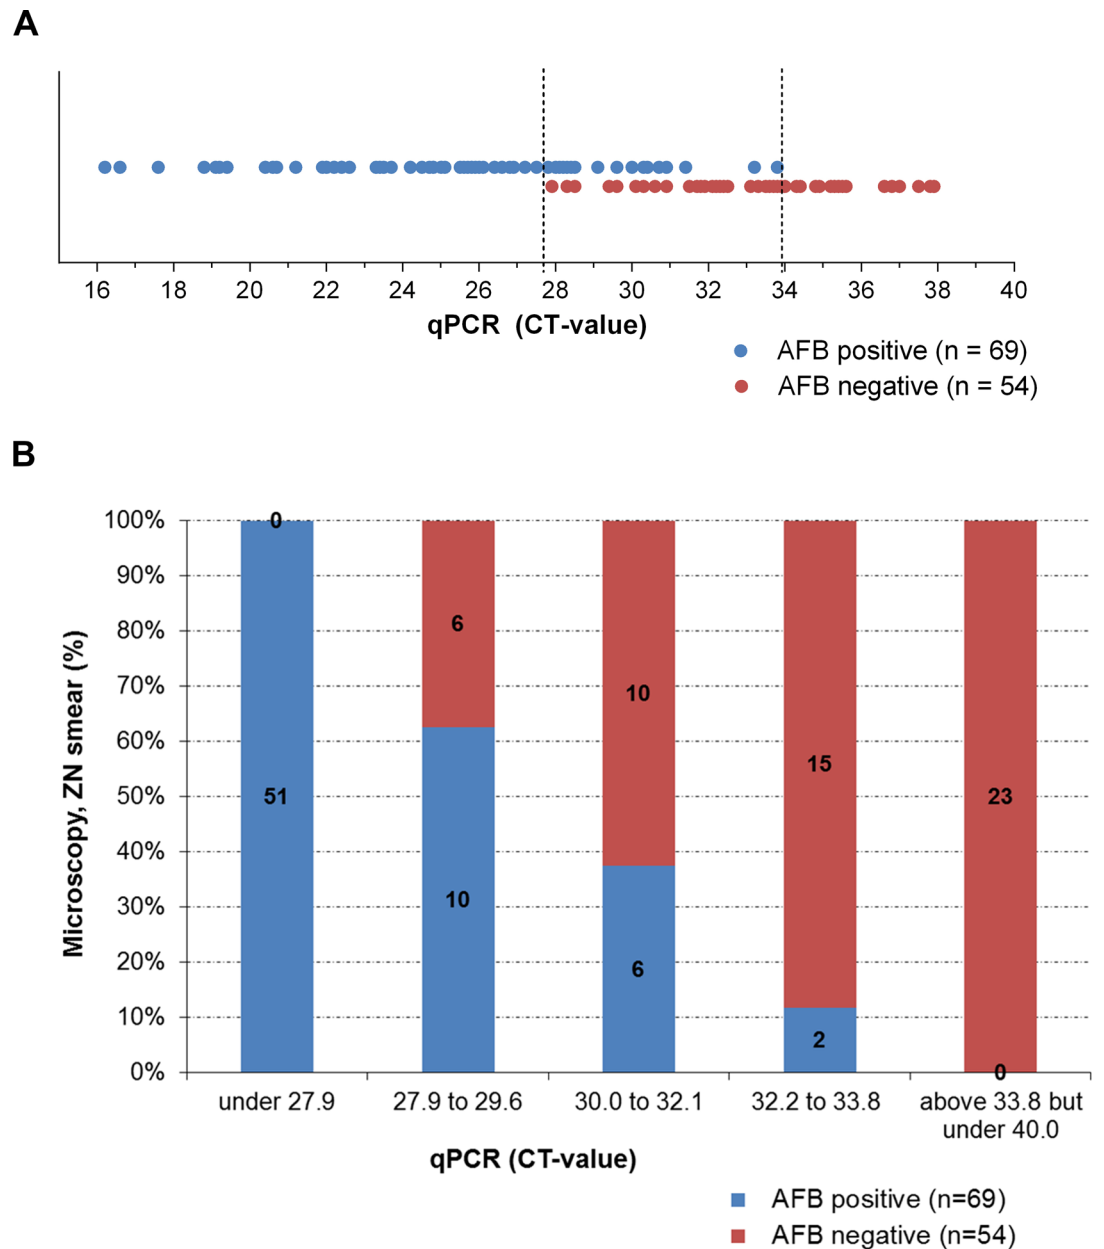 A
16 18 20 22 24 26 28 30 32 34 36 38 40
qPCR (CT-value)
AFB positive (n = 69)
AFB negative (n = 54)
B
Microscopy, ZN smear (%)
100%
90%
80%
70%
60%
50%
40%
30%
20%
10%
0%
0
51
6
10
10
6
15
2
23
0
under 27.9
27.9 to 29.6
30.0 to 32.1
32.2 to 33.8
above 33.8 but
under 40.0
qPCR (CT-value)
AFB positive (n=69)
AFB negative (n=54)